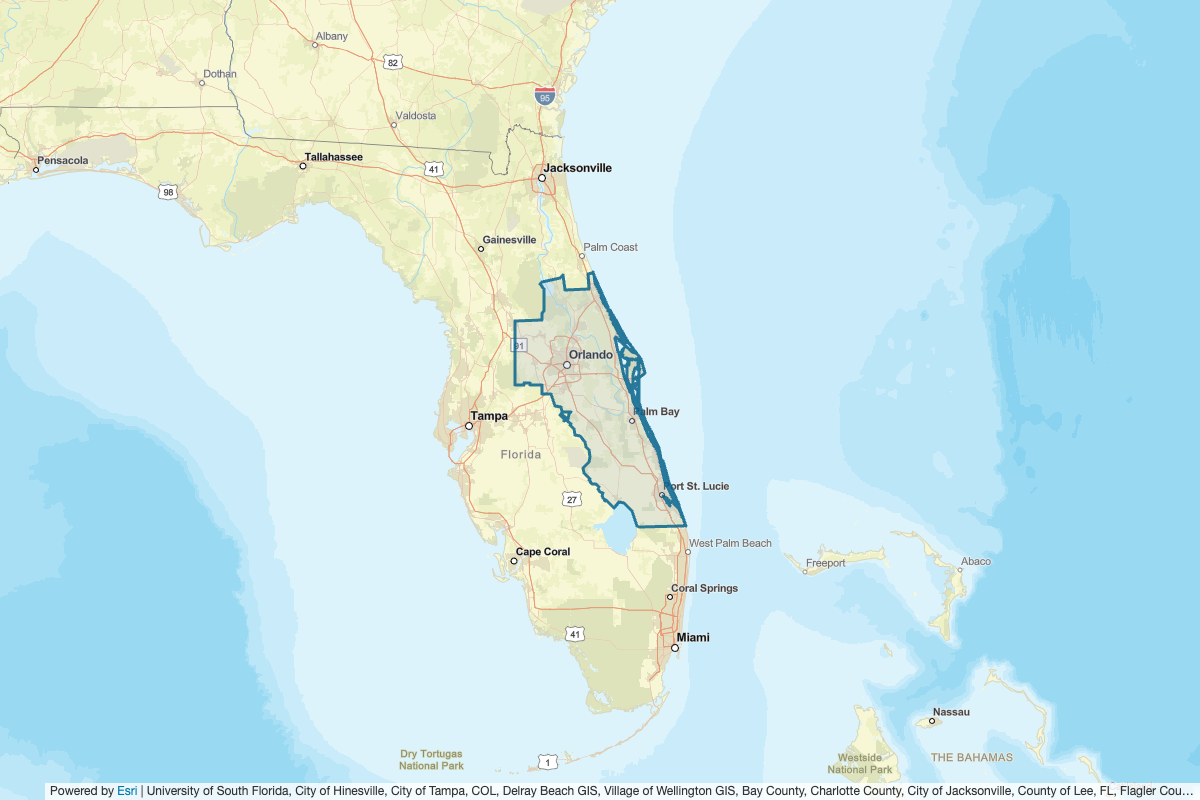 Albany
82
Dothan
95
Valdosta
Pensacola
Tallahassee
41
Jacksonville
98
Gainesville
Palm Coast
91
Orlando
Tampa
Palm Bay
Florida
Port St. Lucie
27
West Palm Beach
Cape Coral
Freeport
Abaco
Coral Springs
41
Miami
Nassau
Dry Tortugas
National Park
1
Westside
National Park
THE BAHAMAS
Powered by Esri | University of South Florida, City of Hinesville, City of Tampa, COL, Delray Beach GIS, Village of Wellington GIS, Bay County, Charlotte County, City of Jacksonville, County of Lee, FL, Flagler Cou…